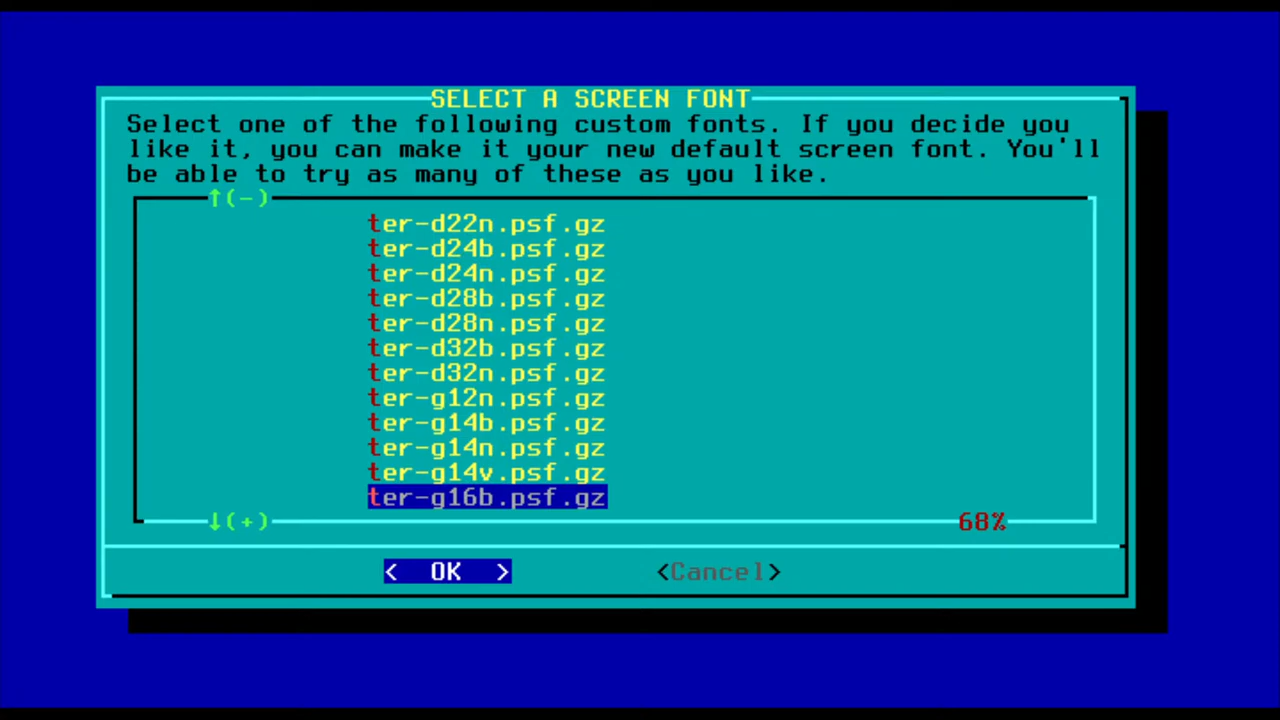 SELECT A SCREEN FONT
Select one of the following custom fonts. If you decide you
like it, you can make it your new default screen font. You'll
be able to try as many of these as you like.
↑(-)
ter-d22n.psf.gz
ter-d24b.psf.gz
ter-d24n.psf.gz
ter-d28b.psf.gz
ter-d28n.psf.gz
ter-d32b.psf.gz
ter-d32n.psf.gz
ter-g12n.psf.gz
ter-g14b.psf.gz
ter-g14n.psf.gz
ter-g14v.psf.gz
ter-g16b.psf.gz
↓(+) 68%
< OK > <Cancel>